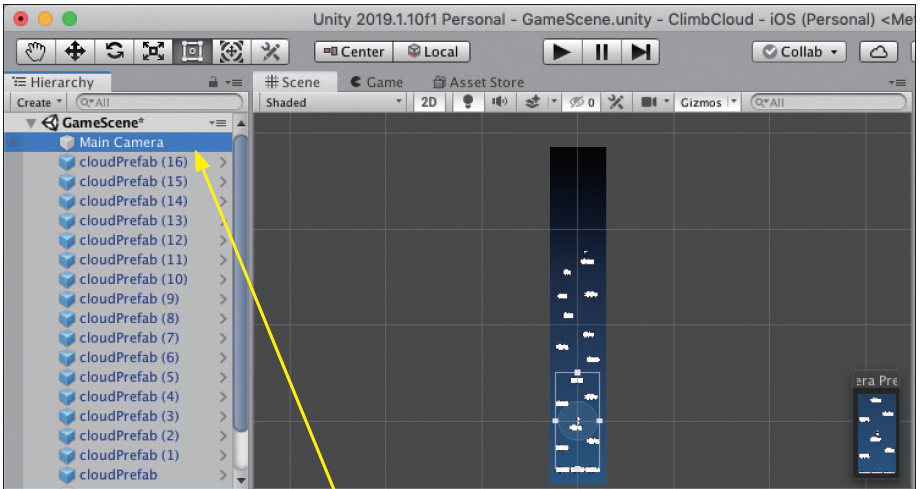 Unity 2019.1.10f1 Personal - GameScene.unity - ClimbCloud - iOS (Personal) <Me
Center Local Collab
Hierarchy Scene Game Asset Store
Create All Shaded 2D 0 Gizmos All
GameScene*
Main Camera
cloudPrefab (16)
cloudPrefab (15)
cloudPrefab (14)
cloudPrefab (13)
cloudPrefab (12)
cloudPrefab (11)
cloudPrefab (10)
cloudPrefab (9)
cloudPrefab (8)
cloudPrefab (7)
cloudPrefab (6)
cloudPrefab (5)
cloudPrefab (4)
cloudPrefab (3)
cloudPrefab (2)
cloudPrefab (1)
cloudPrefab
era Pre